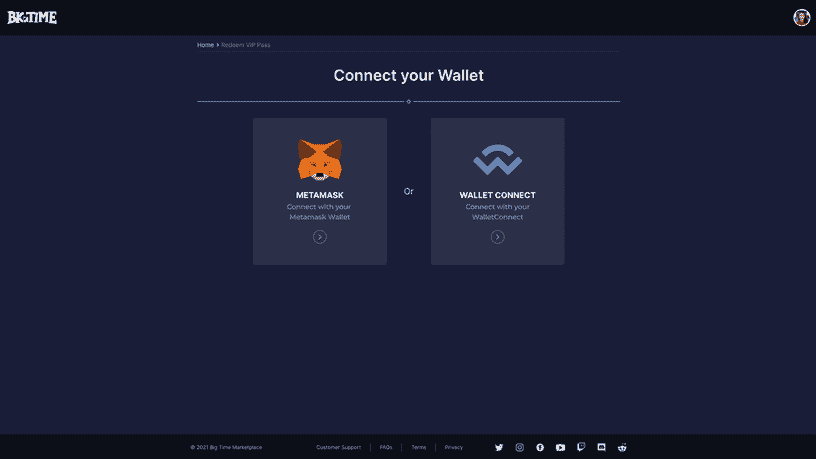 BIGTIME
Home > Redeem VIP Pass
Connect your Wallet
METAMASK
Connect with your
Metamask Wallet
Or
WALLET CONNECT
Connect with your
WalletConnect
© 2021 Big Time Marketplace
Customer Support
FAQs
Terms
Privacy